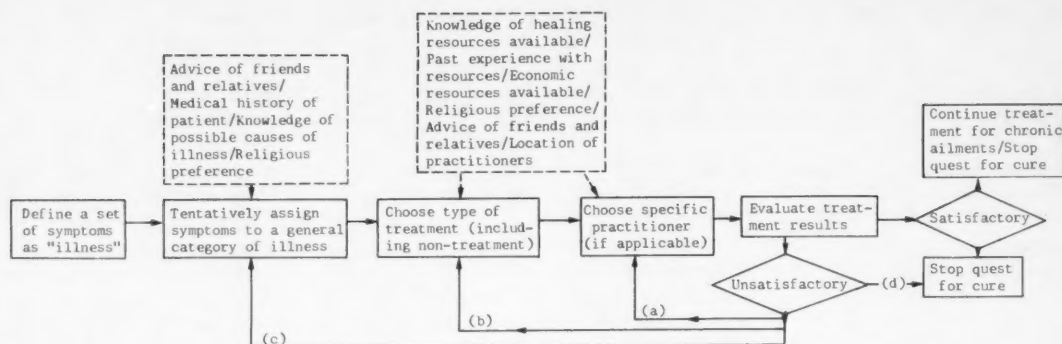 Knowledge of healing
resources available/
Past experience with
resources/Economic
resources available/
Religious preference/
Advice of friends and
relatives/Location of
practitioners
Advice of friends
and relatives/
Medical history of
patient/Knowledge of
possible causes of
illness/Religious
preference
Continue treat-
ment for chronic
ailments/Stop
quest for cure
Define a set
of symptoms
as "illness"
Tentatively assign
symptoms to a general
category of illness
Choose type of
treatment (includ-
ing non-treatment)
Choose specific
practitioner
(if applicable)
Evaluate treat-
ment results
Satisfactory
Unsatisfactory
(d)
Stop quest
for cure
(a)
(b)
(c)